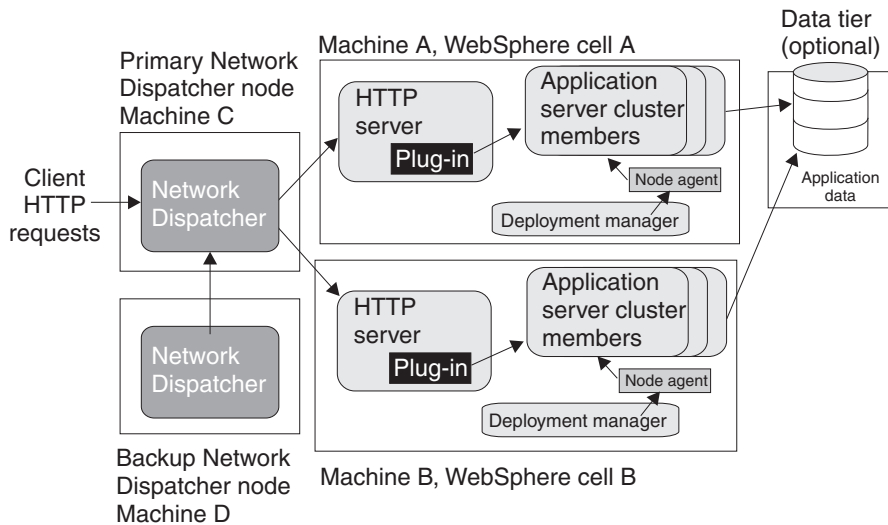 Primary Network
Dispatcher node
Machine C
Client
HTTP
requests
Network
Dispatcher
Network
Dispatcher
Backup Network
Dispatcher node
Machine D
Machine A, WebSphere cell A
HTTP
server
Plug-in
Application
server cluster
members
Node agent
Deployment manager
HTTP
server
Plug-in
Application
server cluster
members
Node agent
Deployment manager
Machine B, WebSphere cell B
Data tier
(optional)
Application
data